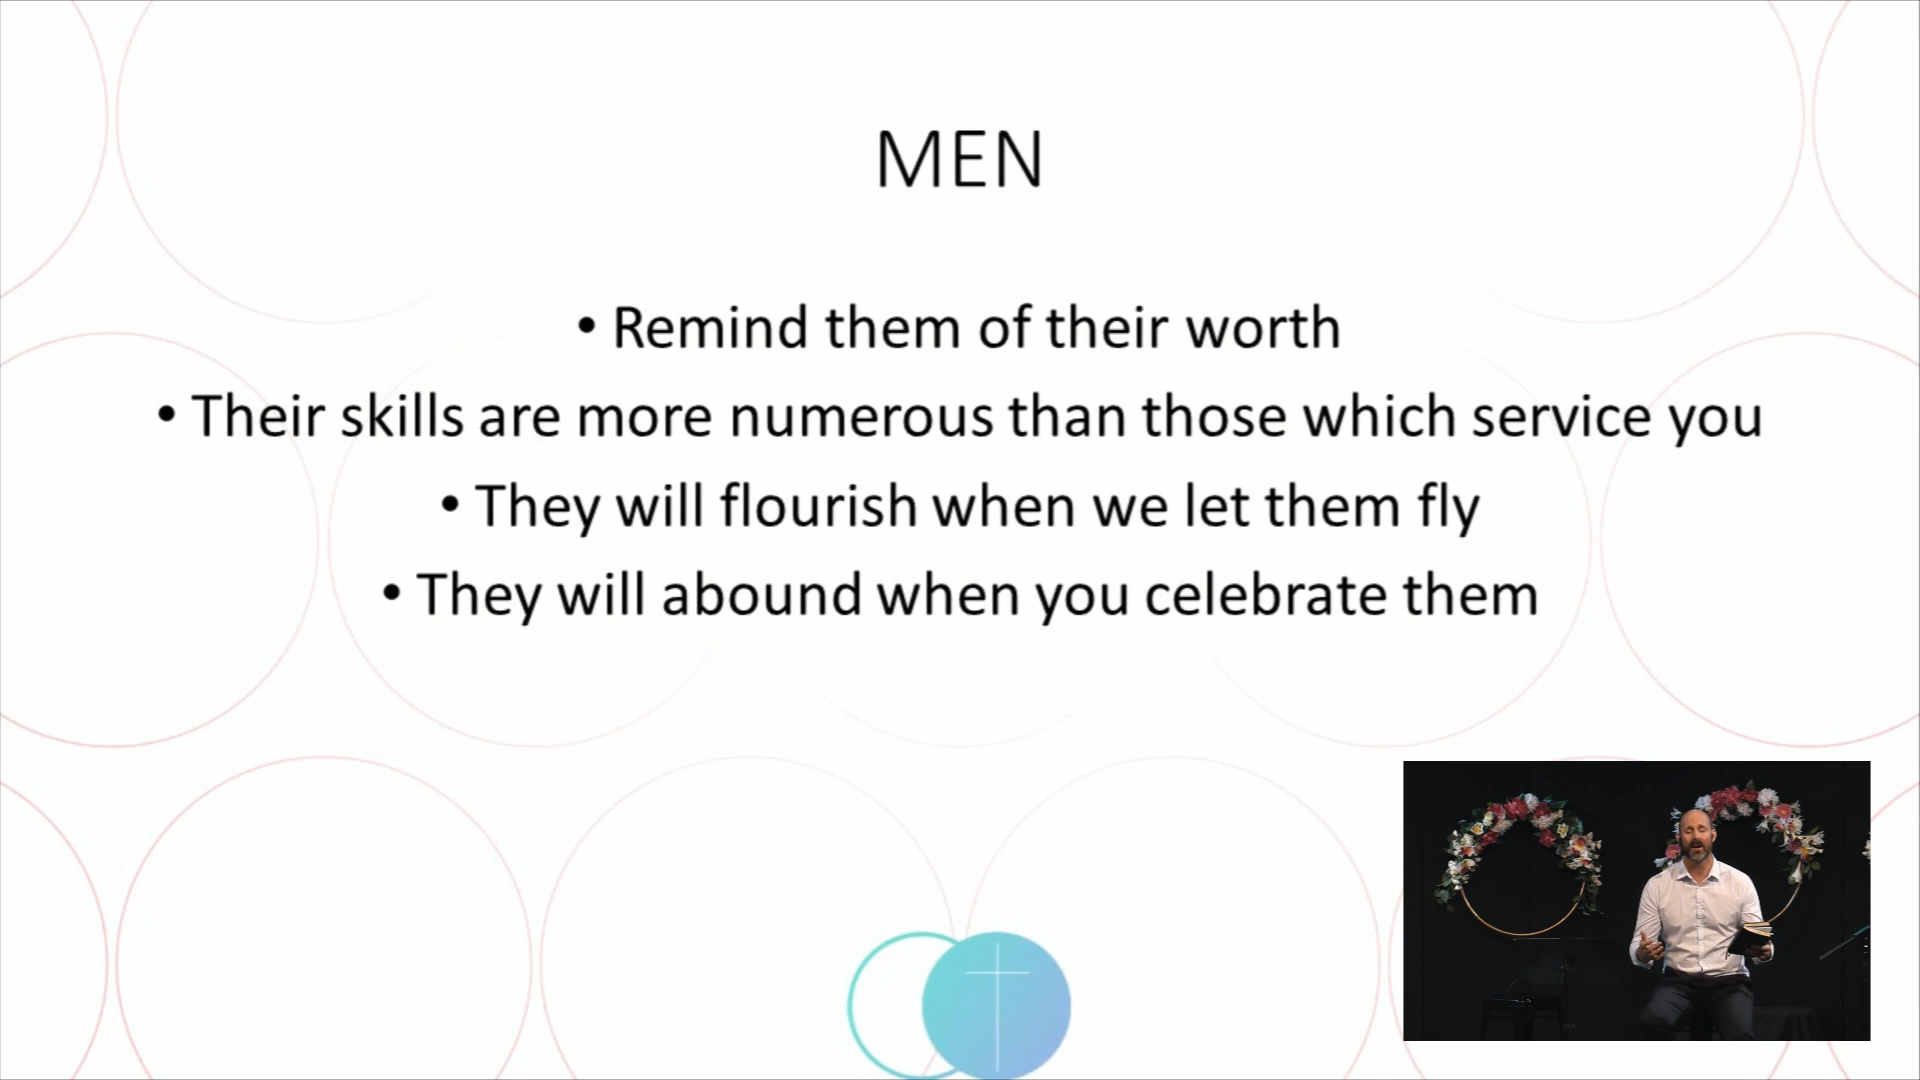 MEN
• Remind them of their worth
• Their skills are more numerous than those which service you
• They will flourish when we let them fly
• They will abound when you celebrate them